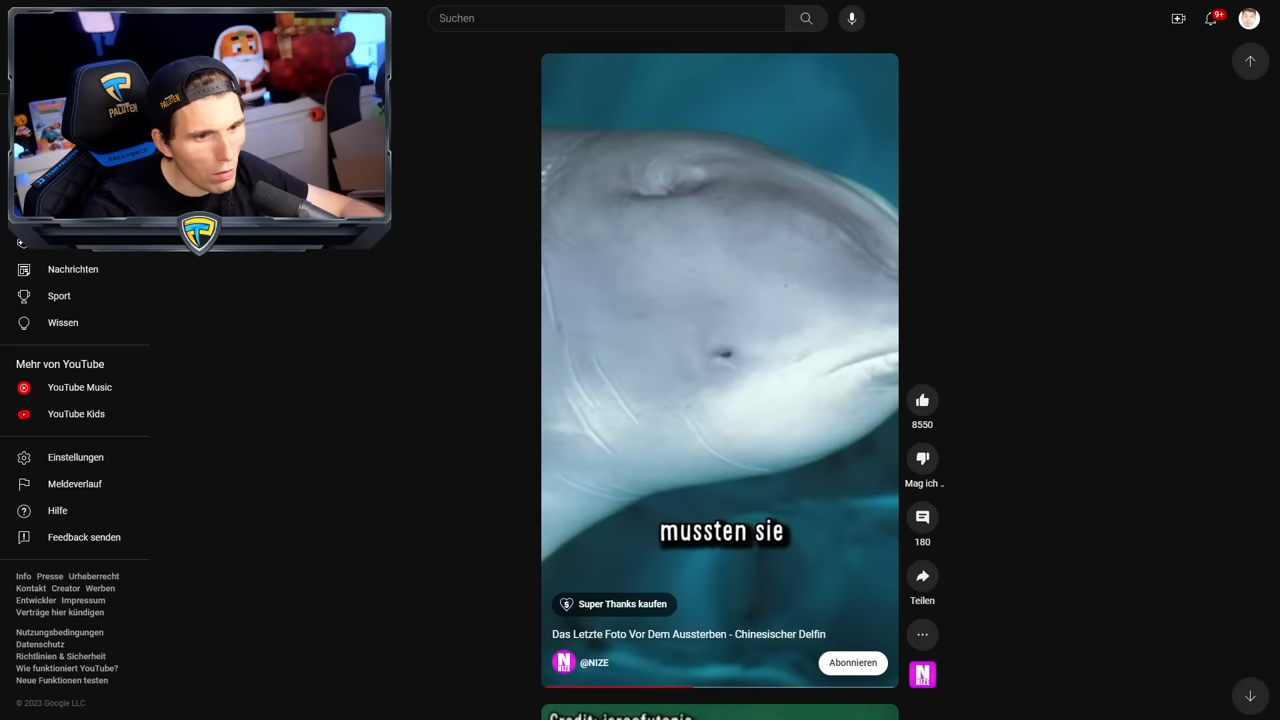 Suchen
9+
PALUTEN
BACKFORCE
Nachrichten
Sport
Wissen
Mehr von YouTube
YouTube Music
YouTube Kids
Einstellungen
Meldeverlauf
Hilfe
Feedback senden
Info Presse Urheberrecht
Kontakt Creator Werben
Entwickler Impressum
Verträge hier kündigen
Nutzungsbedingungen
Datenschutz
Richtlinien & Sicherheit
Wie funktioniert YouTube?
Neue Funktionen testen
© 2023 Google LLC
mussten sie
Super Thanks kaufen
Das Letzte Foto Vor Dem Aussterben - Chinesischer Delfin
N NIZE
@NIZE
Abonnieren
8550
Mag ich ..
180
Teilen
N
NIZE